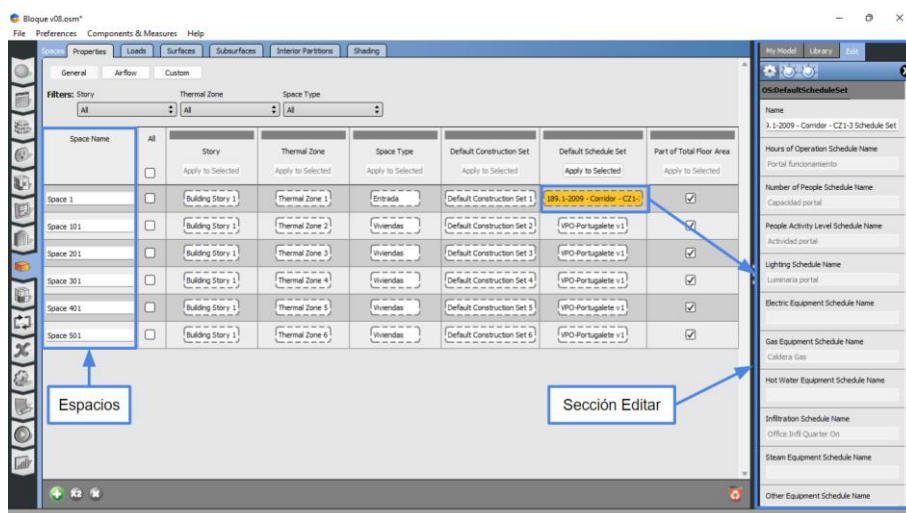 Bloque v08.osm*
File Preferences Components & Measures Help
Spaces Properties Loads Surfaces Subsurfaces Interior Partitions Shading
My Model Library Edit
General Airflow Custom
Filters: Story Thermal Zone Space Type
All All All
Space Name All Story Thermal Zone Space Type Default Construction Set Default Schedule Set Part of Total Floor Area
Apply to Selected Apply to Selected Apply to Selected Apply to Selected Apply to Selected Apply to Selected
Space 1 Building Story 1 Thermal Zone 1 Entrada Default Construction Set 1 189.1-2009 - Corridor - CZ1-
Space 101 Building Story 1 Thermal Zone 2 Viviendas Default Construction Set 2 VPO-Portugalete v1
Space 201 Building Story 1 Thermal Zone 3 Viviendas Default Construction Set 3 VPO-Portugalete v1
Space 301 Building Story 1 Thermal Zone 4 Viviendas Default Construction Set 4 VPO-Portugalete v1
Space 401 Building Story 1 Thermal Zone 5 Viviendas Default Construction Set 5 VPO-Portugalete v1
Space 501 Building Story 1 Thermal Zone 6 Viviendas Default Construction Set 6 VPO-Portugalete v1
Espacios
Sección Editar
X2
OS:DefaultScheduleSet
Name
9.1-2009 - Corridor - CZ1-3 Schedule Set
Hours of Operation Schedule Name
Portal funcionamiento
Number of People Schedule Name
Capacidad portal
People Activity Level Schedule Name
Actividad portal
Lighting Schedule Name
Luminaria portal
Electric Equipment Schedule Name
Gas Equipment Schedule Name
Caldera Gas
Hot Water Equipment Schedule Name
Infiltration Schedule Name
Office Infil Quarter On
Steam Equipment Schedule Name
Other Equipment Schedule Name